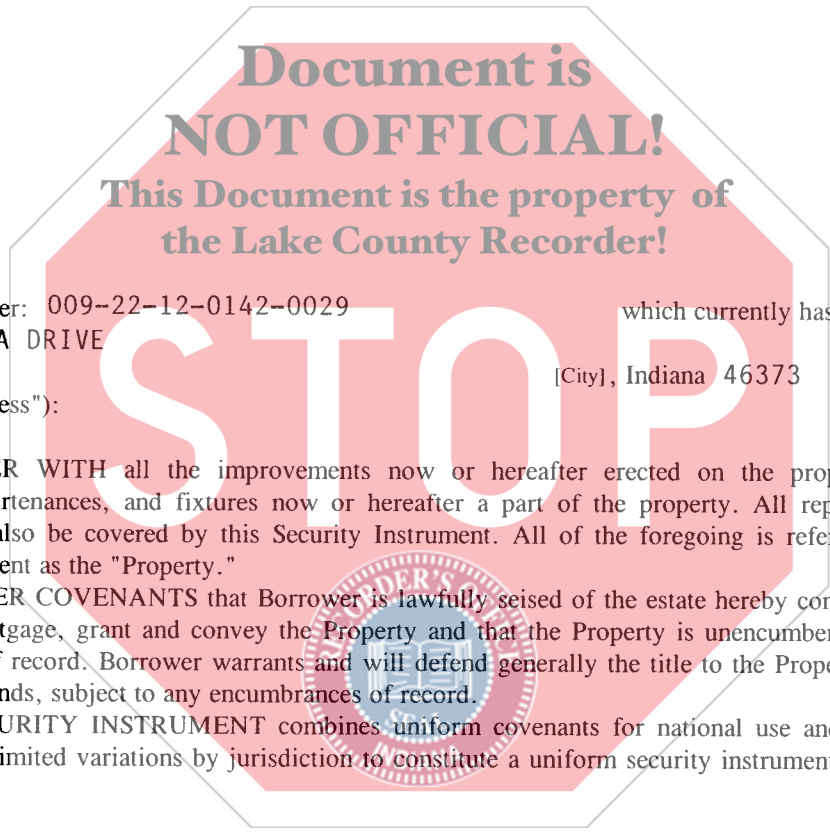 Document is
NOT OFFICIAL!
This Document is the property of
the Lake County Recorder!
er: 009-22-12-0142-0029 which currently has
A DRIVE
[City], Indiana 46373
ess"):
STOP
ER WITH all the improvements now or hereafter erected on the prop
rtenances, and fixtures now or hereafter a part of the property. All rep
also be covered by this Security Instrument. All of the foregoing is refer
ent as the "Property."
ER COVENANTS that Borrower is lawfully seised of the estate hereby con
tgage, grant and convey the Property and that the Property is unencumber
f record. Borrower warrants and will defend generally the title to the Prope
nds, subject to any encumbrances of record.
URITY INSTRUMENT combines uniform covenants for national use and
imited variations by jurisdiction to constitute a uniform security instrument
RECORDER'S OFFICE
SEAL
INDIANA